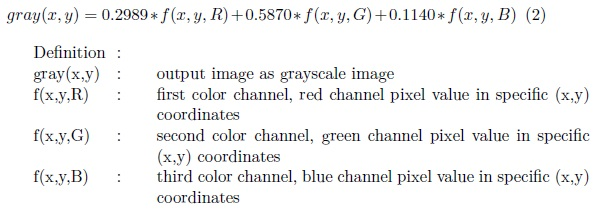 gray(x, y) = 0.2989∗f(x, y, R)+0.5870∗f(x, y, G)+0.1140∗f(x, y, B) (2)
Definition :
gray(x,y) : output image as grayscale image
f(x,y,R) : first color channel, red channel pixel value in specific (x,y)
coordinates
f(x,y,G) : second color channel, green channel pixel value in specific
(x,y) coordinates
f(x,y,B) : third color channel, blue channel pixel value in specific (x,y)
coordinates